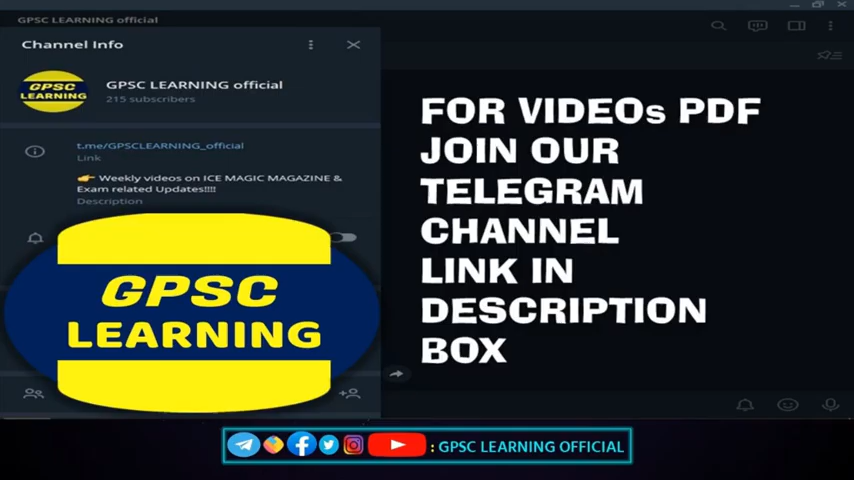 GPSC LEARNING official
Channel Info
GPSC
LEARNING
GPSC LEARNING official
215 subscribers
t.me/GPSCLEARNING_official
Link
👉 Weekly videos on ICE MAGIC MAGAZINE &
Exam related Updates!!!!
Description
GPSC
LEARNING
FOR VIDEOs PDF
JOIN OUR
TELEGRAM
CHANNEL
LINK IN
DESCRIPTION
BOX
: GPSC LEARNING OFFICIAL